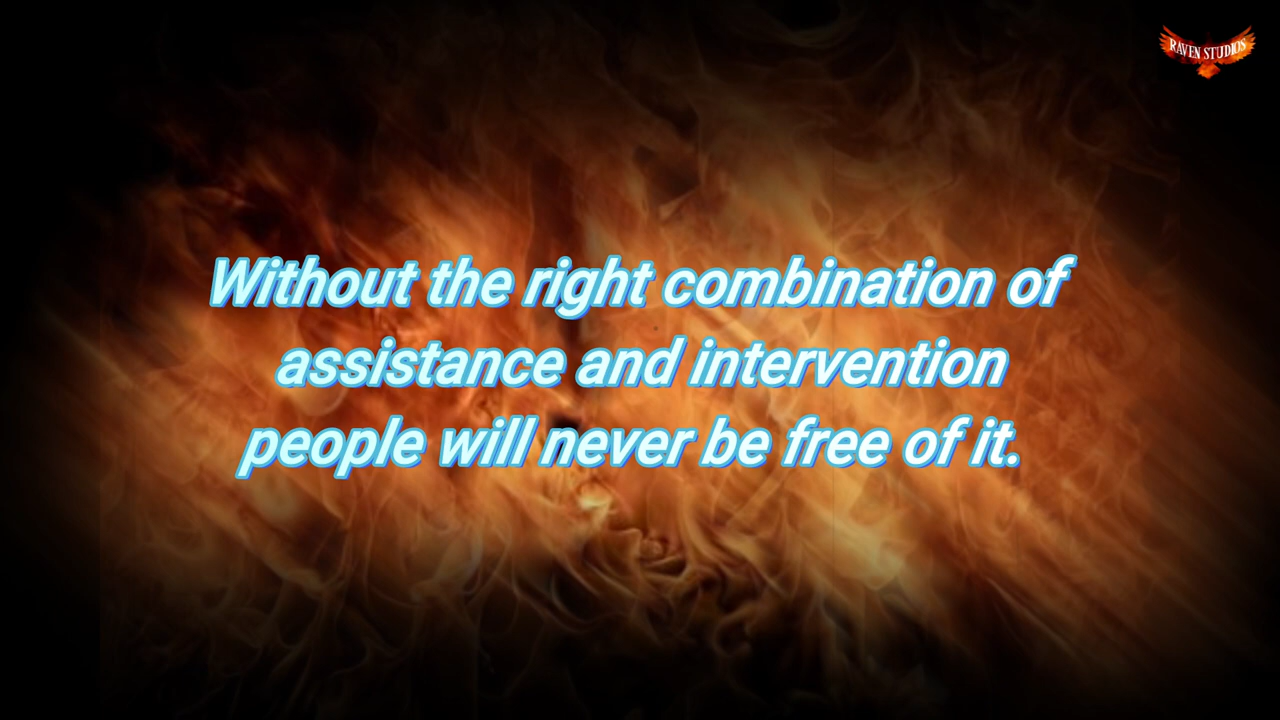 RAVEN STUDIOS
Without the right combination of
assistance and intervention
people will never be free of it.